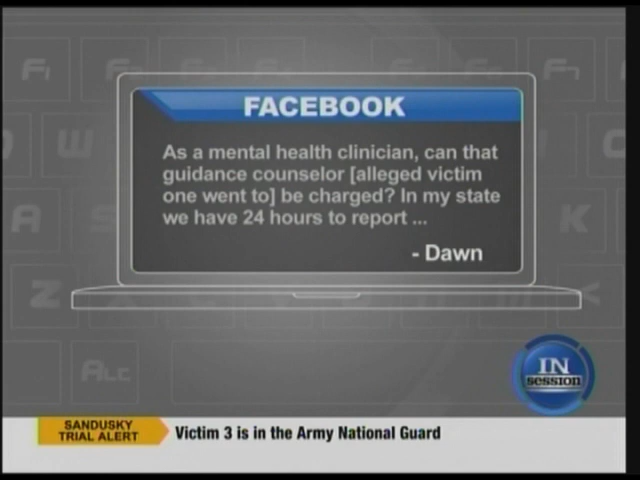 FACEBOOK
As a mental health clinician, can that
guidance counselor [alleged victim
one went to] be charged? In my state
we have 24 hours to report ...
- Dawn
IN
SESSION
SANDUSKY
TRIAL ALERT
Victim 3 is in the Army National Guard
F1
W
A
S
K
Z
X
C
M
<
ALT